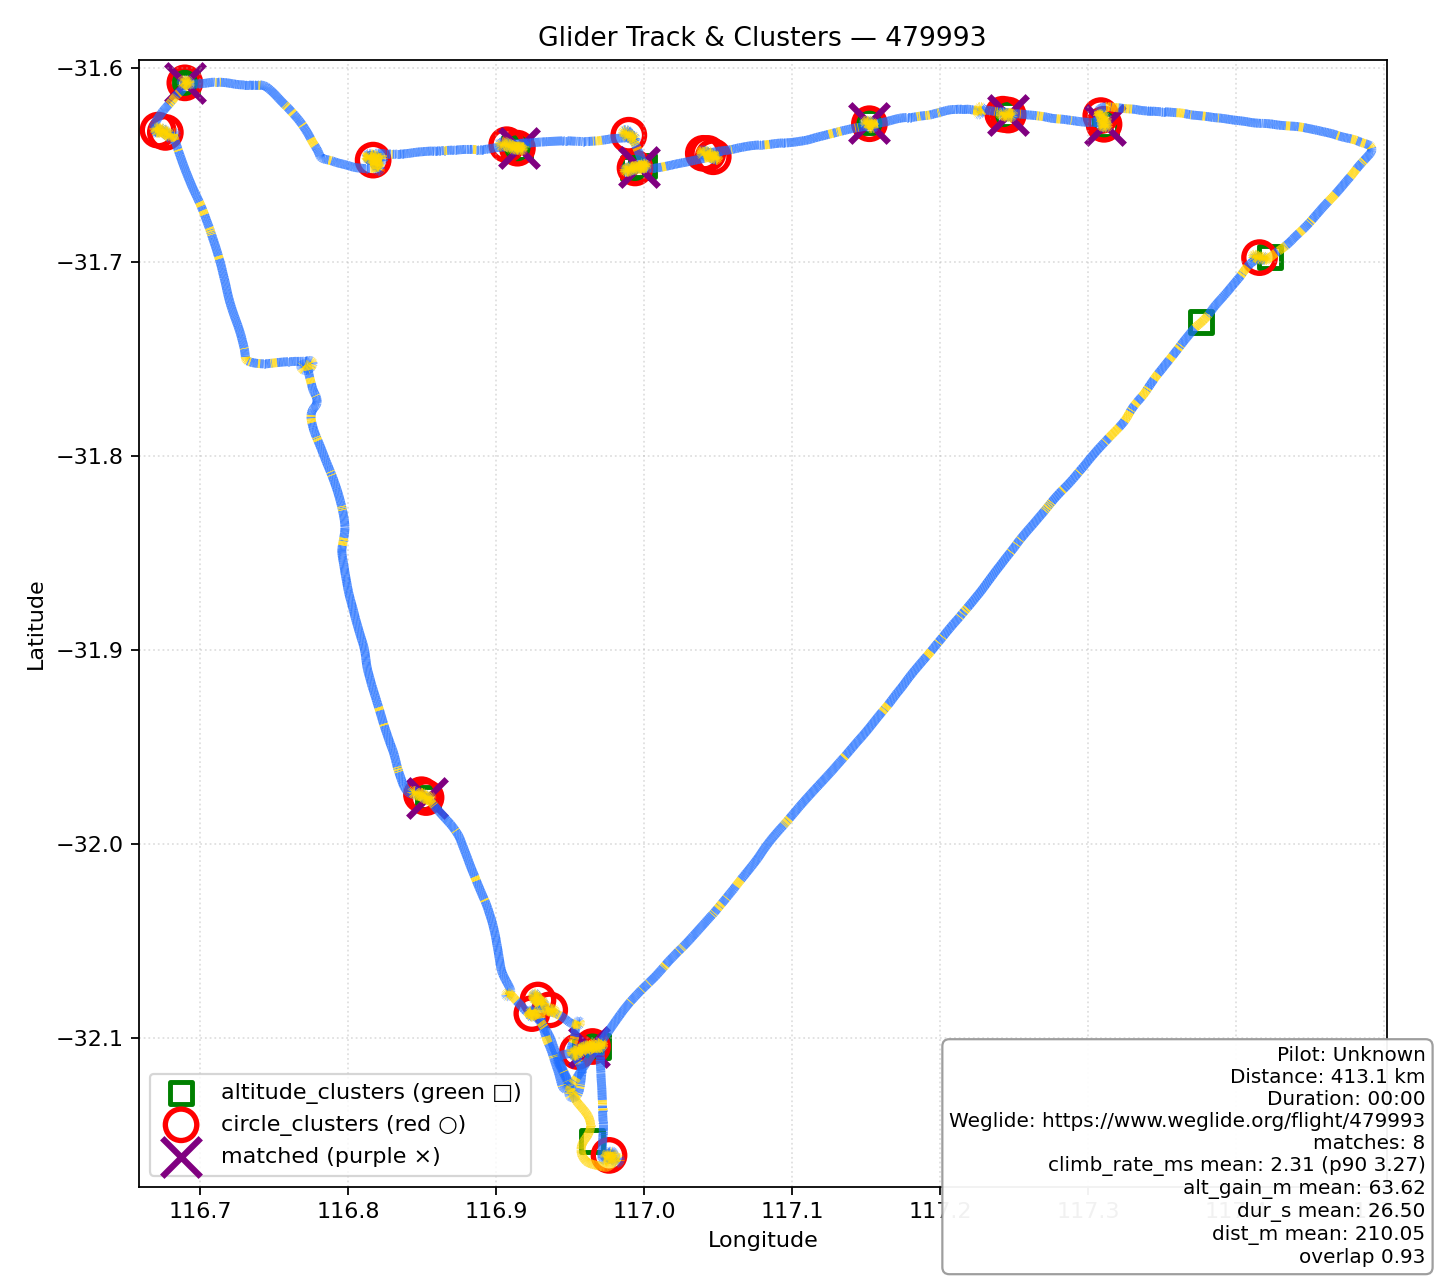 Glider Track & Clusters — 479993
−31.6
−31.7
−31.8
−31.9
−32.0
−32.1
Latitude
116.7 116.8 116.9 117.0 117.1 117.2 117.3
Longitude
altitude_clusters (green □)
circle_clusters (red ○)
matched (purple ×)
Pilot: Unknown
Distance: 413.1 km
Duration: 00:00
Weglide: https://www.weglide.org/flight/479993
matches: 8
climb_rate_ms mean: 2.31 (p90 3.27)
alt_gain_m mean: 63.62
dur_s mean: 26.50
dist_m mean: 210.05
overlap 0.93